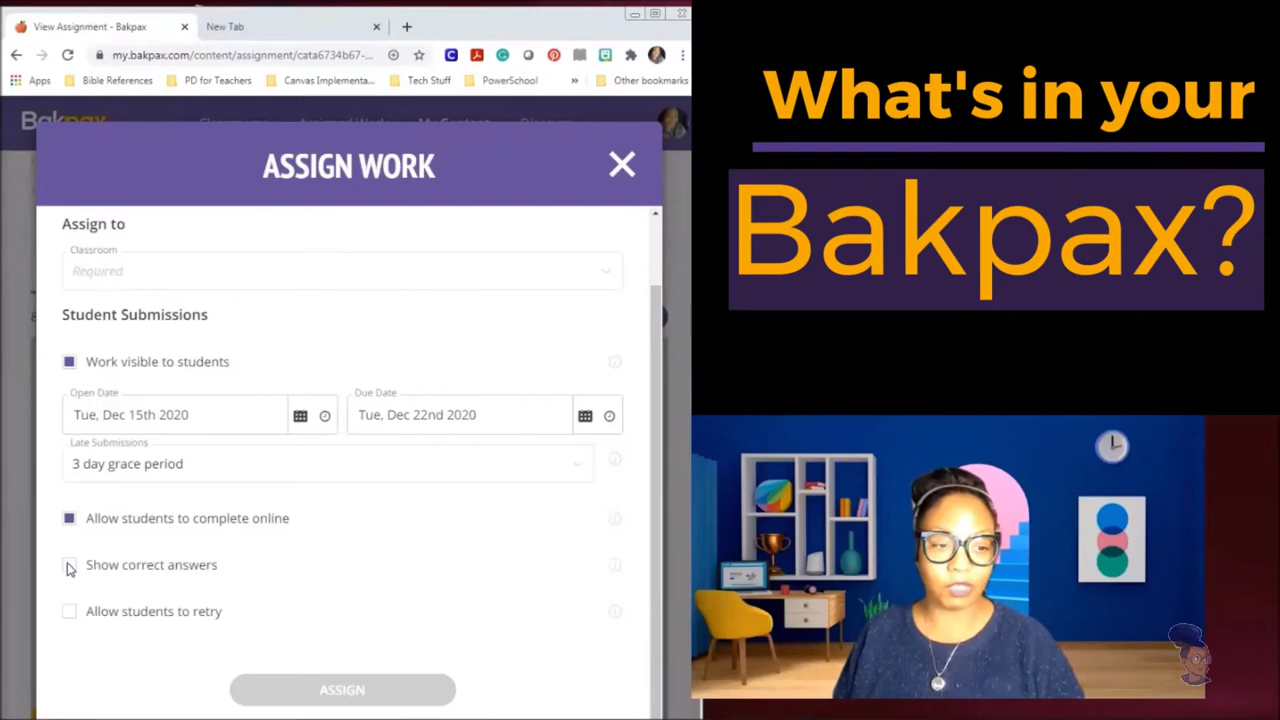 View Assignment - Bakpax
New Tab
my.bakpax.com/content/assignment/cata6734b67-...
Apps
Bible References
PD for Teachers
Canvas Implementa...
Tech Stuff
PowerSchool
»
Other bookmarks
Bakpax
ASSIGN WORK
Assign to
Classroom
Required
Student Submissions
Work visible to students
Open Date
Due Date
Tue, Dec 15th 2020
Tue, Dec 22nd 2020
Late Submissions
3 day grace period
Allow students to complete online
Show correct answers
Allow students to retry
ASSIGN
What's in your
Bakpax?